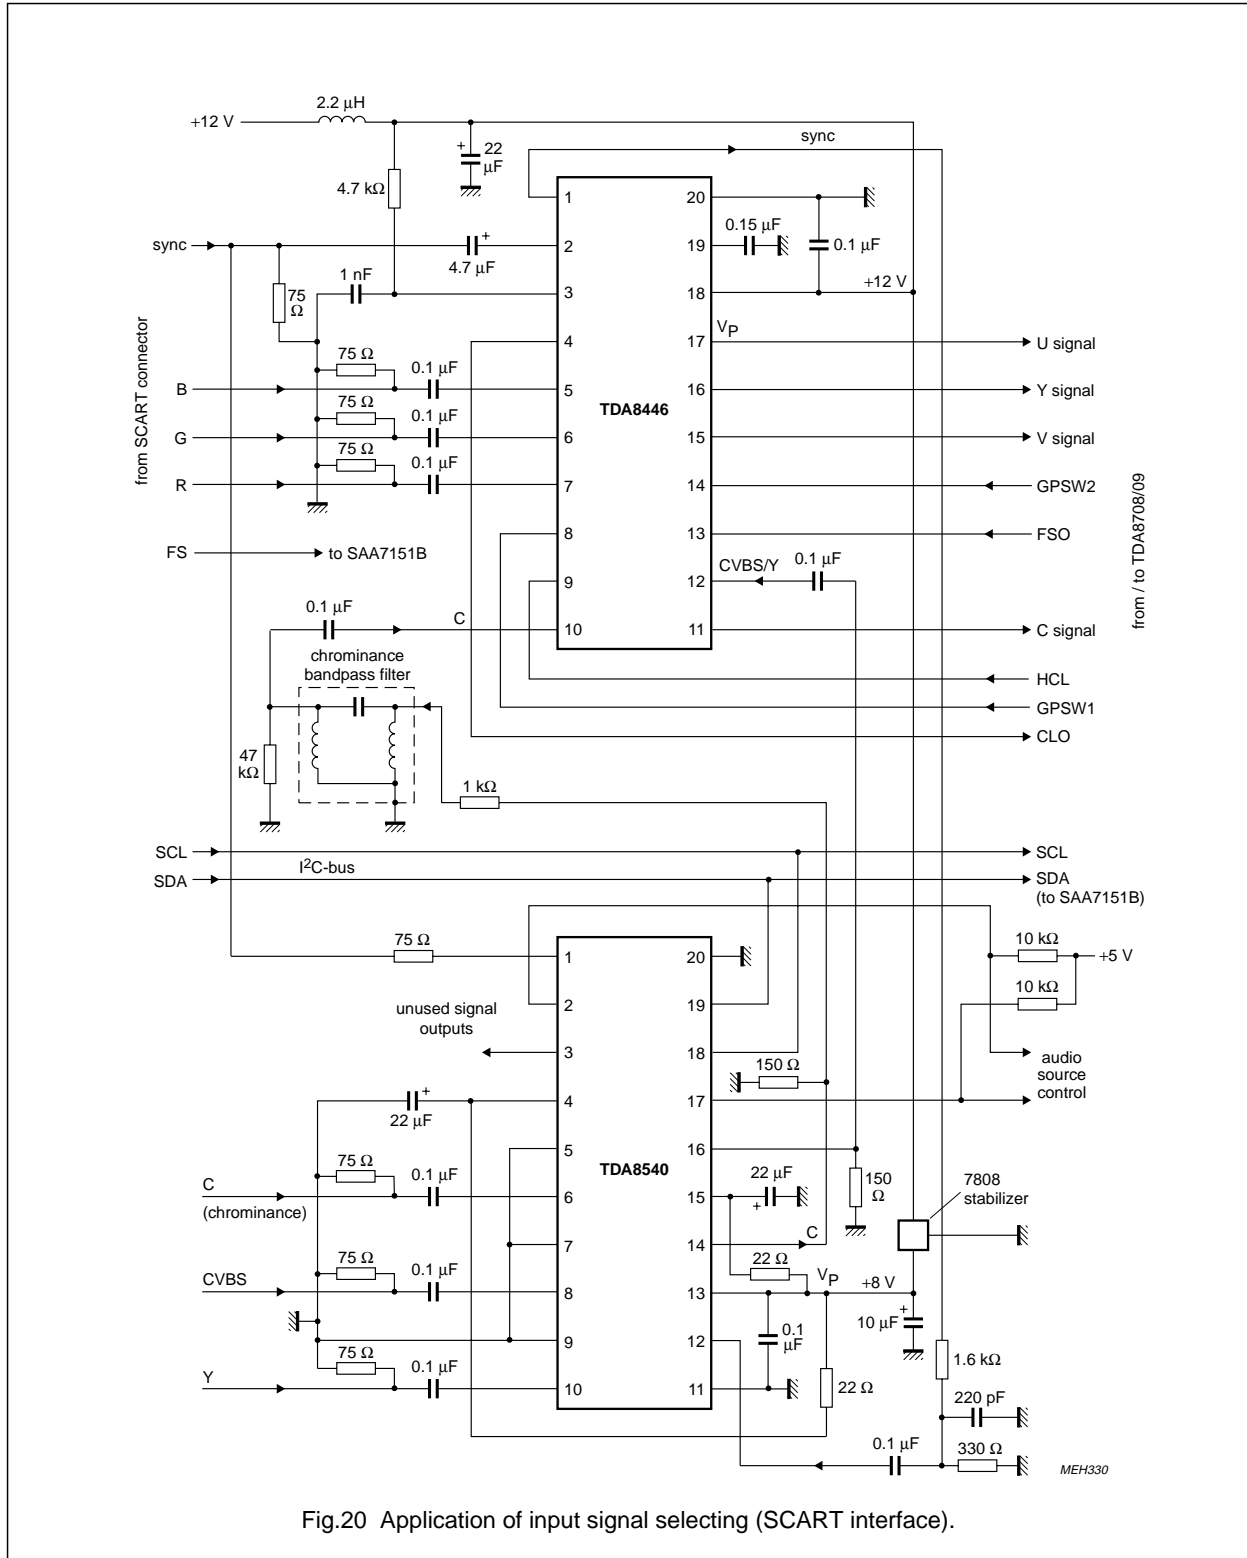 2.2 µH
+12 V
sync
+
22
µF
4.7 kΩ
1
20
0.15 µF
sync
+
4.7 µF
2
19
0.1 µF
1 nF
75
Ω
3
18
+12 V
from SCART connector
VP
4
17
U signal
75 Ω
0.1 µF
B
5
16
Y signal
TDA8446
75 Ω
0.1 µF
G
6
15
V signal
75 Ω
0.1 µF
R
7
14
GPSW2
8
13
FSO
FS
to SAA7151B
from / to TDA8708/09
CVBS/Y
0.1 µF
9
12
0.1 µF
C
10
11
C signal
chrominance
bandpass filter
HCL
GPSW1
CLO
47
kΩ
1 kΩ
SCL
SCL
I2C-bus
SDA
SDA
(to SAA7151B)
75 Ω
1
20
10 kΩ
+5 V
2
19
10 kΩ
unused signal
outputs
3
18
audio
source
control
150 Ω
+
22 µF
4
17
5
16
TDA8540
75 Ω
0.1 µF
C
(chrominance)
6
15
22 µF
+
150
Ω
7808
stabilizer
7
14
C
75 Ω
0.1 µF
CVBS
22 Ω
VP
+8 V
8
13
+
10 µF
0.1
µF
9
12
1.6 kΩ
75 Ω
0.1 µF
Y
10
11
22 Ω
220 pF
0.1 µF
330 Ω
MEH330
Fig.20 Application of input signal selecting (SCART interface).